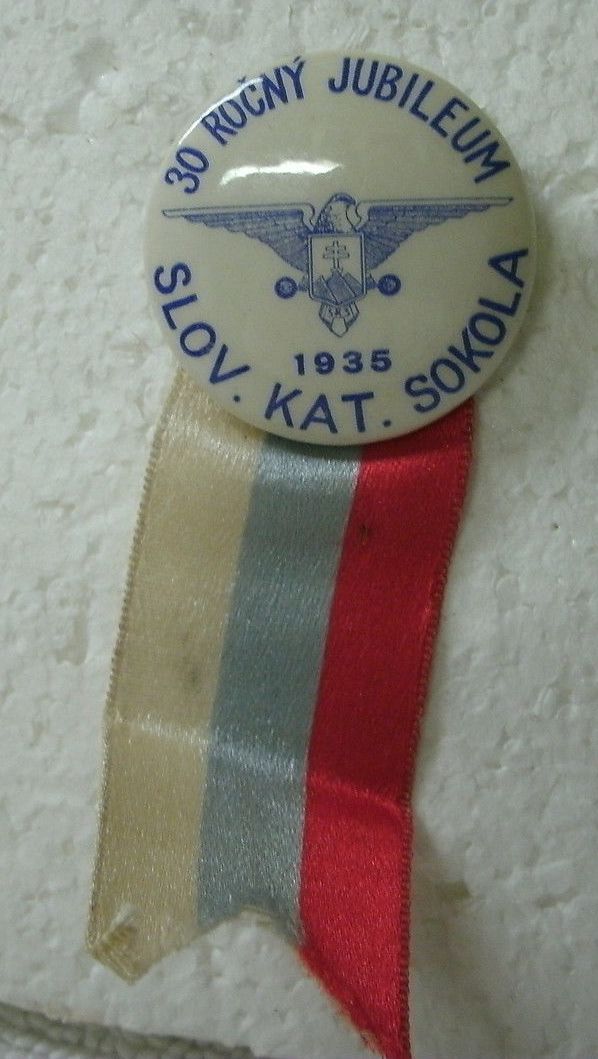 30 ROČNÝ JUBILEUM
1935
SLOV. KAT. SOKOLA